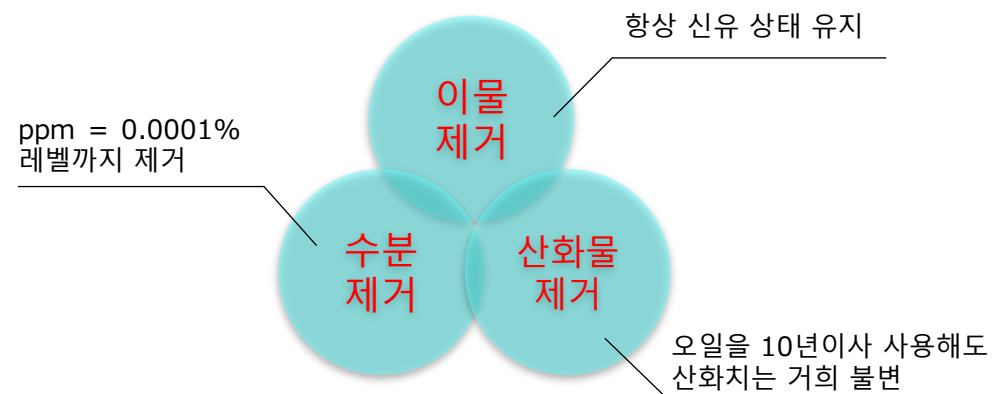 항상 신유 상태 유지
이물
제거
ppm = 0.0001%
레벨까지 제거
수분
제거
산화물
제거
오일을 10년이사 사용해도
산화치는 거희 불변